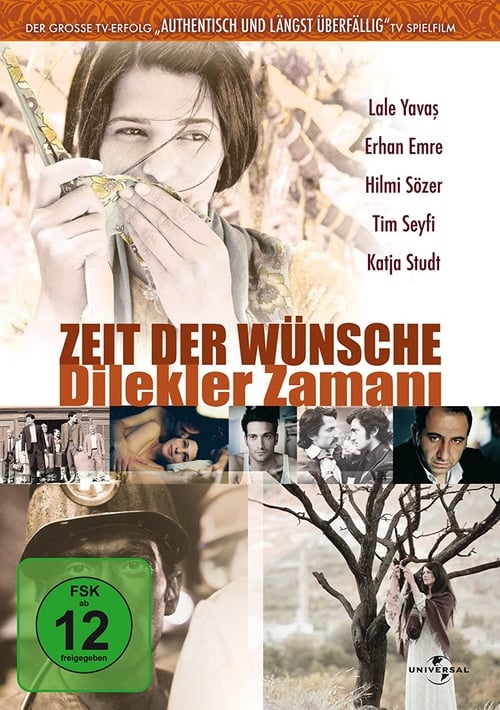 DER GROSSE TV-ERFOLG „AUTHENTISCH UND LÄNGST ÜBERFÄLLIG“ TV SPIELFILM
Lale Yavaş
Erhan Emre
Hilmi Sözer
Tim Seyfi
Katja Studt
ZEIT DER WÜNSCHE
Dilekler Zamanı
FSK
ab
12
freigegeben
UNIVERSAL